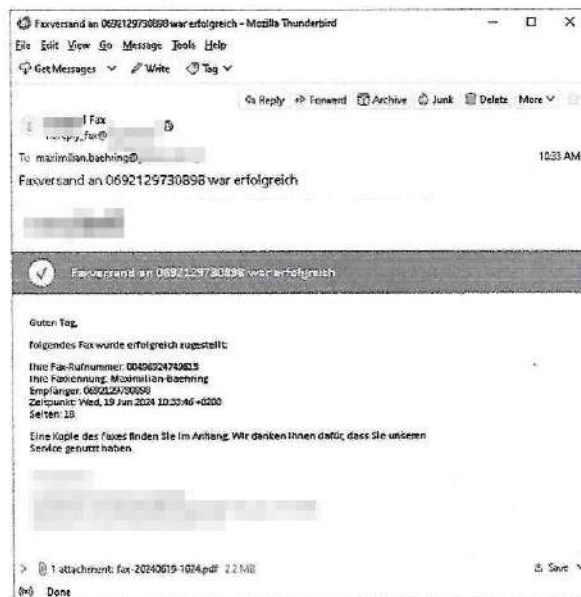 Faxversand an 0692129730898 war erfolgreich – Mozilla Thunderbird
File Edit View Go Message Tools Help
Get Messages Write Tag
Reply Forward Archive Junk Delete More
Fax
To maximilian.baehring@
10:33 AM
Faxversand an 0692129730898 war erfolgreich
Faxversand an 0692129730898 war erfolgreich
Guten Tag,
folgendes Fax wurde erfolgreich zugestellt:
Ihre Fax-Rufnummer:
Ihre Faxkennung: Maximilian-Baehring
Empfänger: 0692129730898
Zeitpunkt: Wed, 19 Jun 2024 10:33:46 +0200
Seiten: 18
Eine Kopie des Faxes finden Sie im Anhang. Wir danken Ihnen dafür, dass Sie unseren
Service genutzt haben.
1 attachment: fax-20240619-1024.pdf 2.2 MB
Save
Done